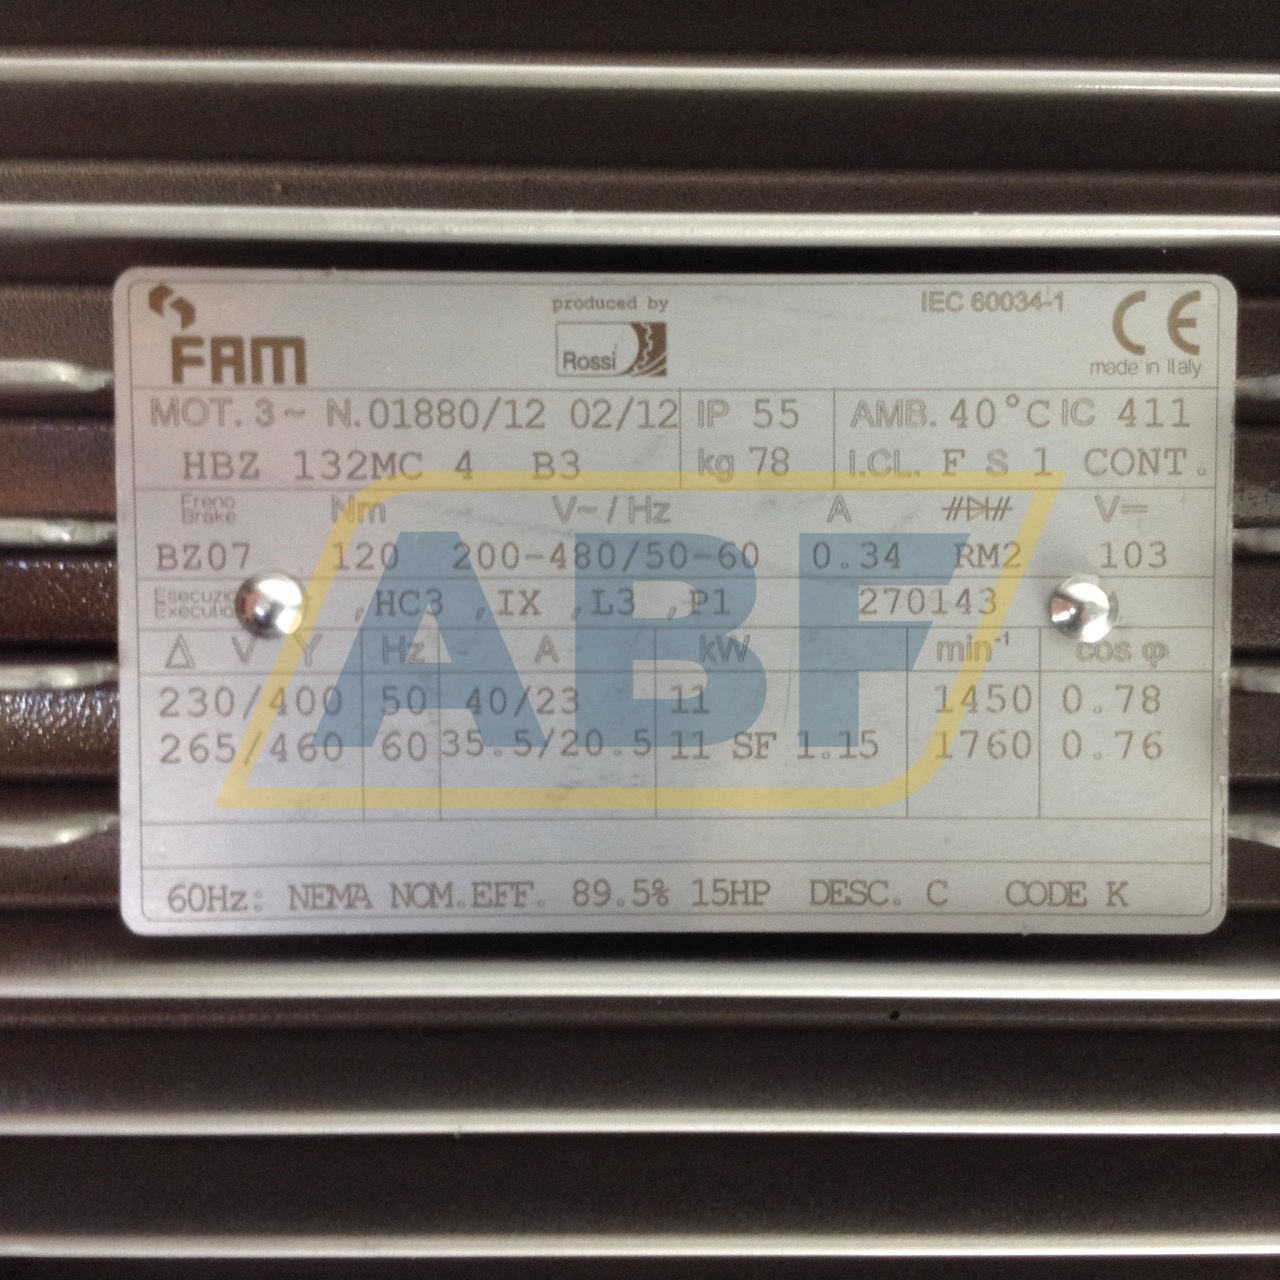 FAM
produced by
Rossi
IEC 60034-1
CE
made in Italy
MOT. 3~ N.01880/12 02/12 IP 55 AMB. 40°C IC 411
HBZ 132MC 4 B3 kg 78 I.CL. F S 1 CONT.
Freno Nm V~ / Hz A V⎓
Brake
BZ07 120 200-480/50-60 0.34 RM2 103
,HC3 ,IX ,L3 ,P1 270143
Δ V Y Hz A kW min-1 cos φ
230/400 50 40/23 11 1450 0.78
265/460 60 35.5/20.5 11 SF 1.15 1760 0.76
60Hz: NEMA NOM.EFF. 89.5% 15HP DESC. C CODE K
ABF